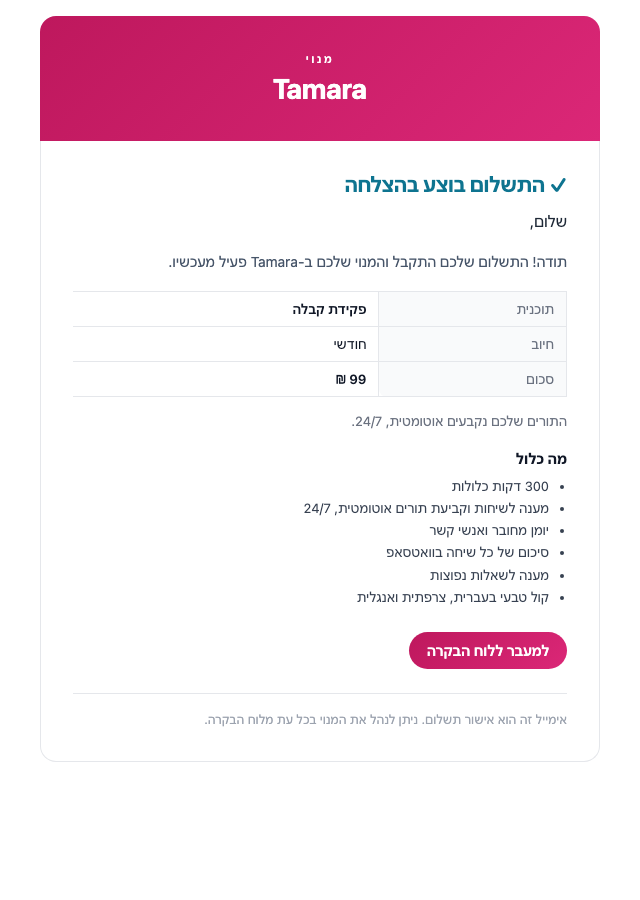 מנוי
Tamara
✓ התשלום בוצע בהצלחה
שלום,
תודה! התשלום שלכם התקבל והמנוי שלכם ב-Tamara פעיל מעכשיו.
תוכנית פקידת קבלה
חיוב חודשי
סכום 99 ₪
התורים שלכם נקבעים אוטומטית, 24/7.
מה כלול
• 300 דקות כלולות
• מענה לשיחות וקביעת תורים אוטומטית, 24/7
• יומן מחובר ואנשי קשר
• סיכום של כל שיחה בוואטסאפ
• מענה לשאלות נפוצות
• קול טבעי בעברית, צרפתית ואנגלית
למעבר ללוח הבקרה
אימייל זה הוא אישור תשלום. ניתן לנהל את המנוי בכל עת מלוח הבקרה.